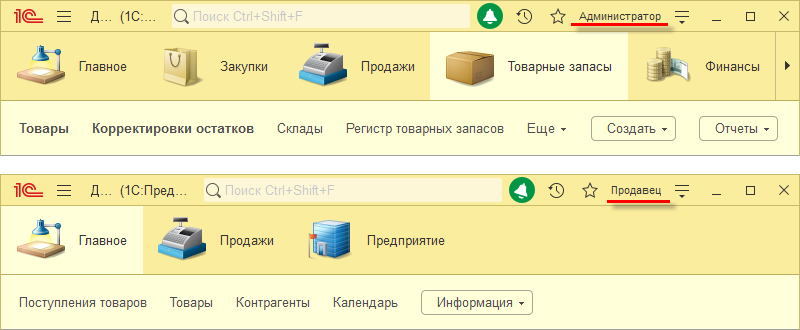 1С Д... (1С:... Поиск Ctrl+Shift+F Администратор
Главное Закупки Продажи Товарные запасы Финансы
Товары Корректировки остатков Склады Регистр товарных запасов Еще Создать Отчеты
1С Д... (1С:Пред... Поиск Ctrl+Shift+F Продавец
Главное Продажи Предприятие
Поступления товаров Товары Контрагенты Календарь Информация